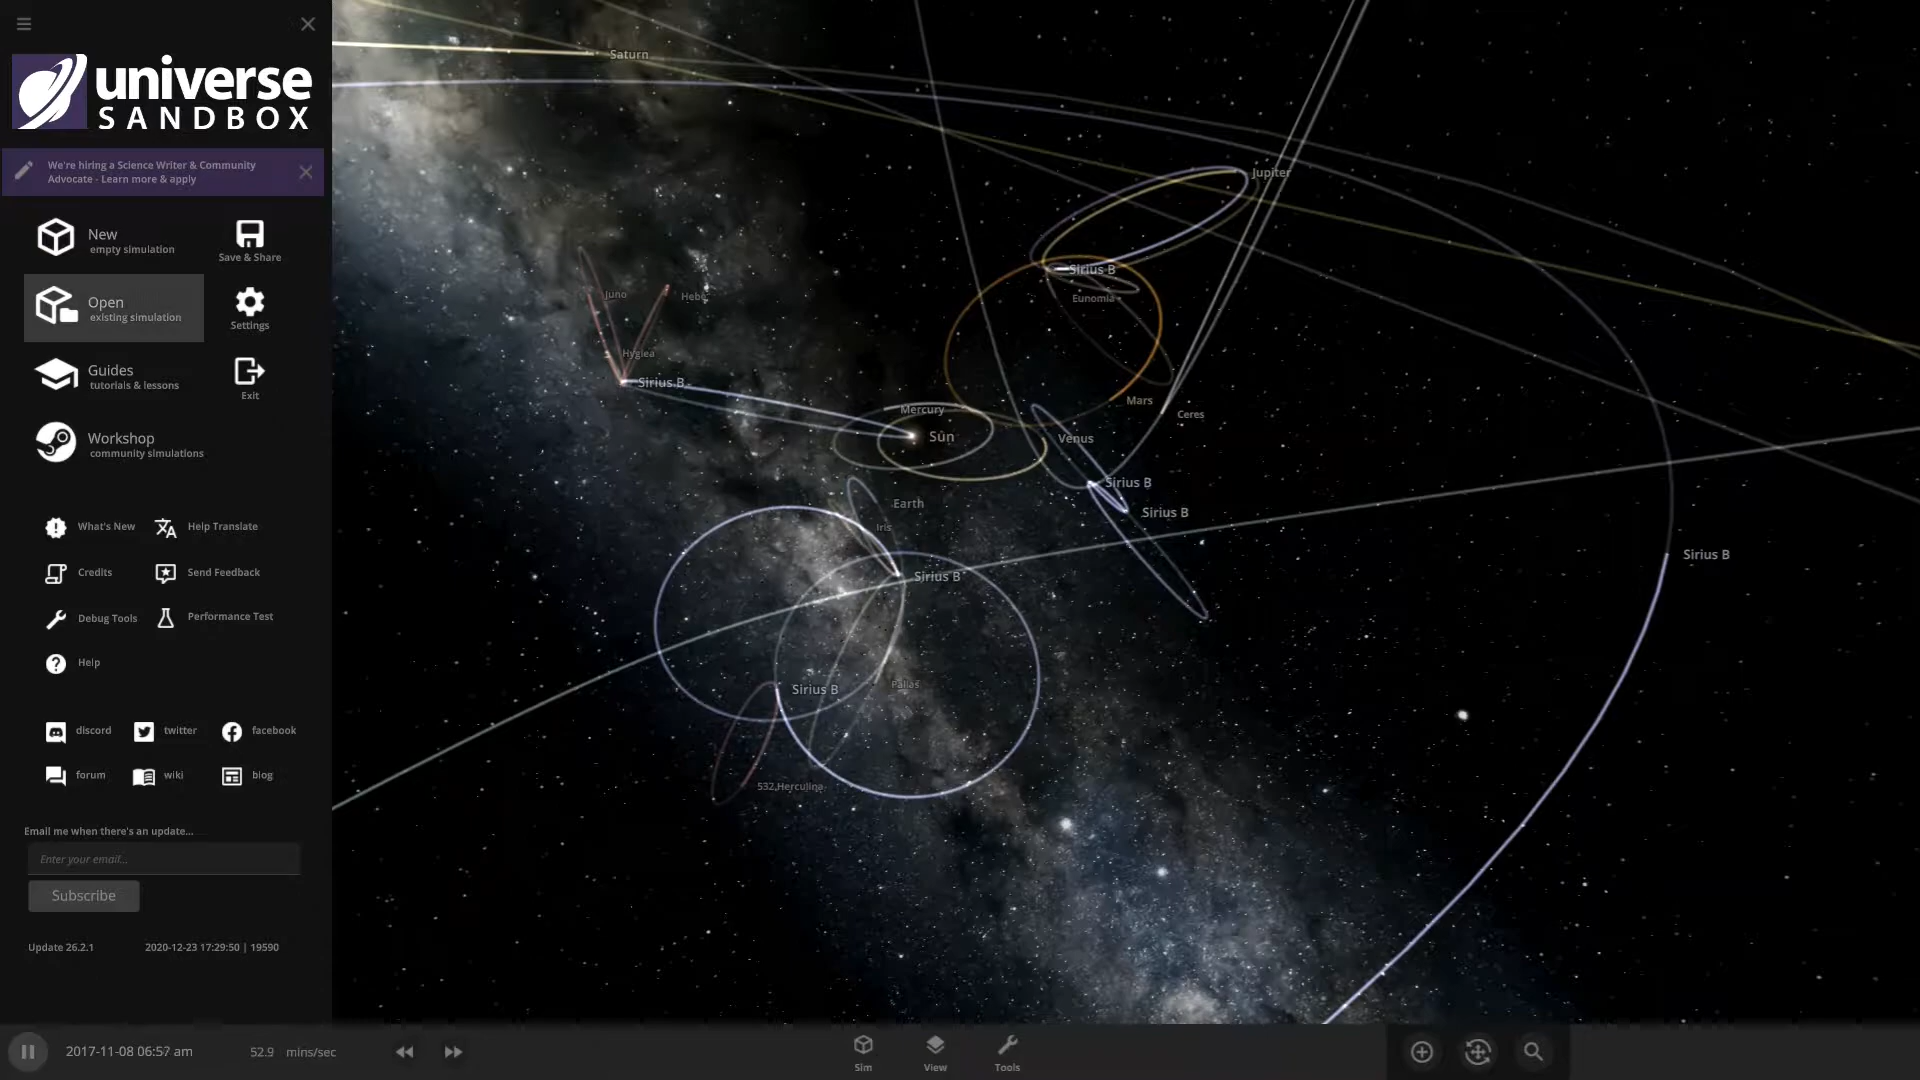 universe
SANDBOX
We're hiring a Science Writer & Community
Advocate - Learn more & apply
New
empty simulation
Save & Share
Open
existing simulation
Settings
Guides
tutorials & lessons
Exit
Workshop
community simulations
What's New
Help Translate
Credits
Send Feedback
Debug Tools
Performance Test
Help
discord
twitter
facebook
forum
wiki
blog
Email me when there's an update...
Enter your email...
Subscribe
Update 26.2.1
2020-12-23 17:29:50 | 19590
Saturn
Jupiter
Sirius B
Eunomia
Juno
Hebe
Hygiea
Sirius B
Mercury
Mars
Ceres
Sun
Venus
Sirius B
Earth
Sirius B
Iris
Sirius B
Sirius B
Pallas
Sirius B
532 Herculina
2017-11-08 06:57 am
52.9 mins/sec
Sim
View
Tools